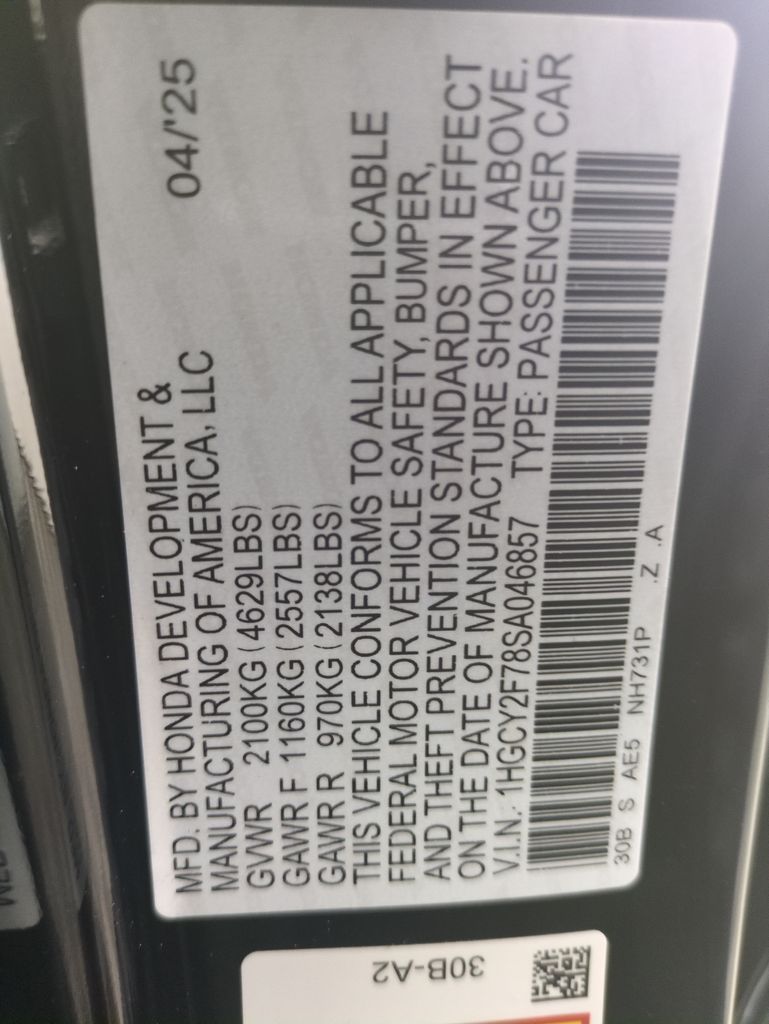 MFD. BY HONDA DEVELOPMENT & 04/'25
MANUFACTURING OF AMERICA, LLC
GVWR 2100KG(4629LBS)
GAWR F 1160KG(2557LBS)
GAWR R 970KG(2138LBS)
THIS VEHICLE CONFORMS TO ALL APPLICABLE
FEDERAL MOTOR VEHICLE SAFETY, BUMPER,
AND THEFT PREVENTION STANDARDS IN EFFECT
ON THE DATE OF MANUFACTURE SHOWN ABOVE.
V.I.N.: 1HGCY2F78SA046857 TYPE: PASSENGER CAR
30B S AE5 NH731P .Z .A
30B-A2